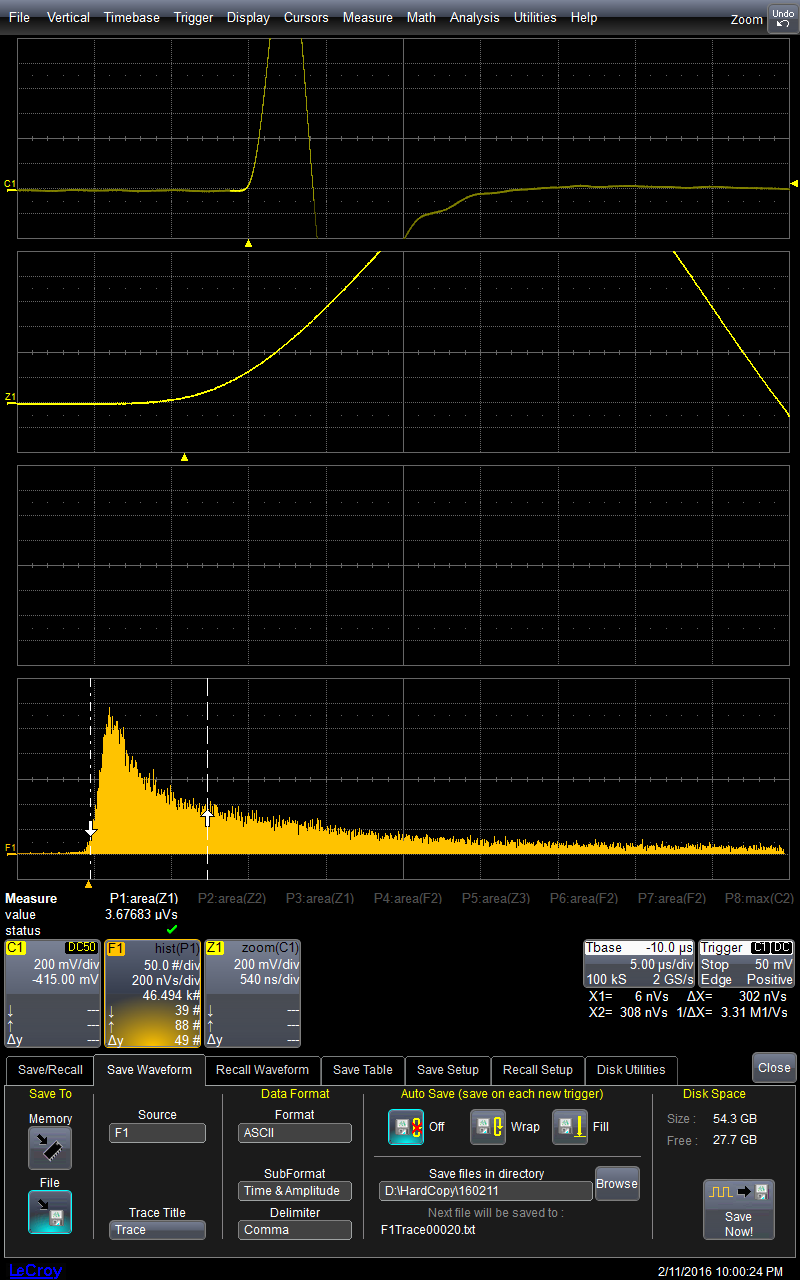 File Vertical Timebase Trigger Display Cursors Measure Math Analysis Utilities Help Zoom Undo
C1
Z1
F1
Measure P1:area(Z1) P2:area(Z2) P3:area(Z1) P4:area(F2) P5:area(Z3) P6:area(F2) P7:area(F2) P8:max(C2)
value 3.67683 µVs
status
C1 DC50
200 mV/div
-415.00 mV
↓ ---
↑ ---
Δy ---
F1 hist(P1)
50.0 #/div
200 nVs/div
46.494 k#
↓ 39 #
↑ 88 #
Δy 49 #
Z1 zoom(C1)
200 mV/div
540 ns/div
---
---
---
Tbase -10.0 µs
5.00 µs/div
100 kS 2 GS/s
Trigger C1 DC
Stop 50 mV
Edge Positive
X1= 6 nVs ΔX= 302 nVs
X2= 308 nVs 1/ΔX= 3.31 M1/Vs
Save/Recall Save Waveform Recall Waveform Save Table Save Setup Recall Setup Disk Utilities Close
Save To
Memory
File
Source
F1
Trace Title
Trace
Data Format
Format
ASCII
SubFormat
Time & Amplitude
Delimiter
Comma
Auto Save (save on each new trigger)
Off Wrap Fill
Save files in directory
D:\HardCopy\160211 Browse
Next file will be saved to :
F1Trace00020.txt
Disk Space
Size : 54.3 GB
Free : 27.7 GB
Save
Now!
LeCroy 2/11/2016 10:00:24 PM